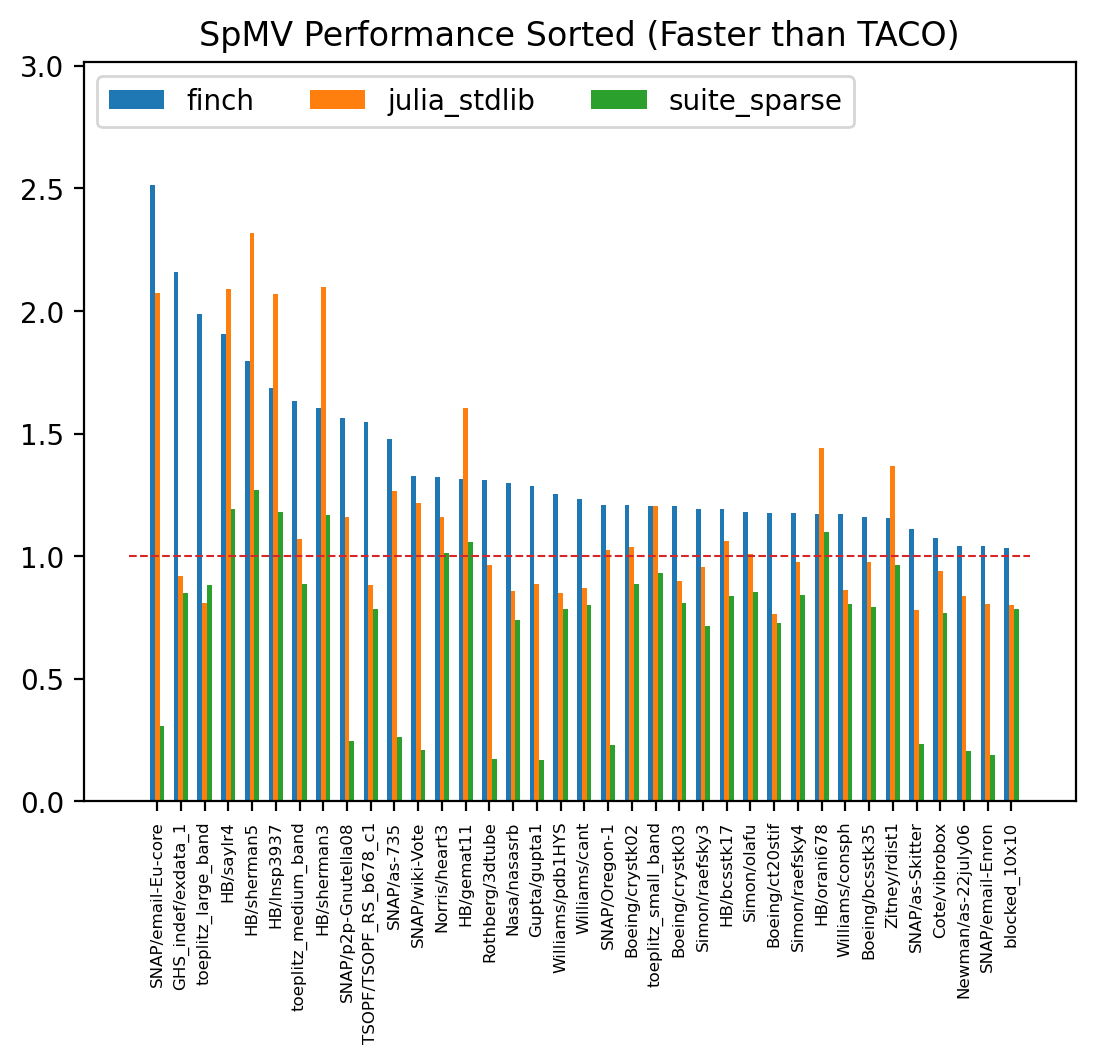 SpMV Performance Sorted (Faster than TACO)
finch julia_stdlib suite_sparse
3.0
2.5
2.0
1.5
1.0
0.5
0.0
SNAP/email-Eu-core
GHS_indef/exdata_1
toeplitz_large_band
HB/saylr4
HB/sherman5
HB/lnsp3937
toeplitz_medium_band
HB/sherman3
SNAP/p2p-Gnutella08
TSOPF/TSOPF_RS_b678_c1
SNAP/as-735
SNAP/wiki-Vote
Norris/heart3
HB/gemat11
Rothberg/3dtube
Nasa/nasasrb
Gupta/gupta1
Williams/pdb1HYS
Williams/cant
SNAP/Oregon-1
Boeing/crystk02
toeplitz_small_band
Boeing/crystk03
Simon/raefsky3
HB/bcsstk17
Simon/olafu
Boeing/ct20stif
Simon/raefsky4
HB/orani678
Williams/consph
Boeing/bcsstk35
Zitney/rdist1
SNAP/as-Skitter
Cote/vibrobox
Newman/as-22july06
SNAP/email-Enron
blocked_10x10